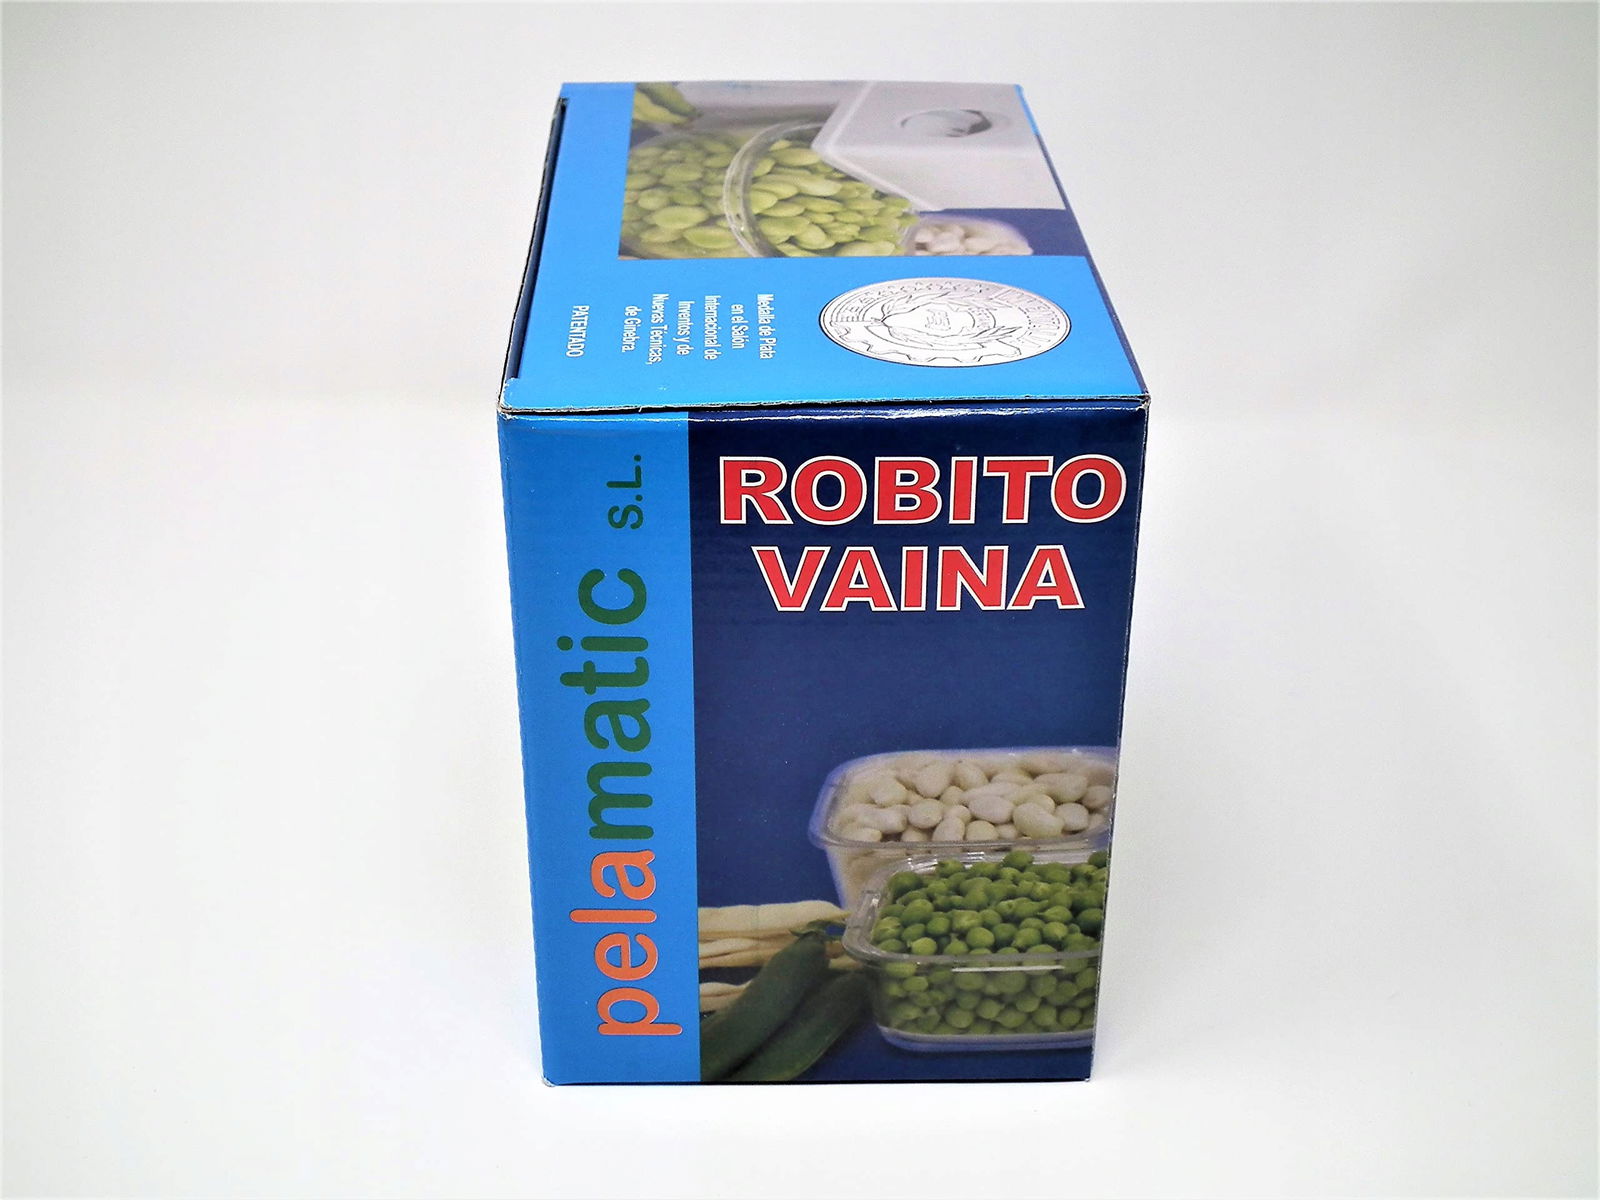 Medalla de Plata
en el Salón
Internacional de
Inventos y de
Nuevas Técnicas,
de Ginebra.
PATENTADO
ROBITO
VAINA
pelamatic S.L.